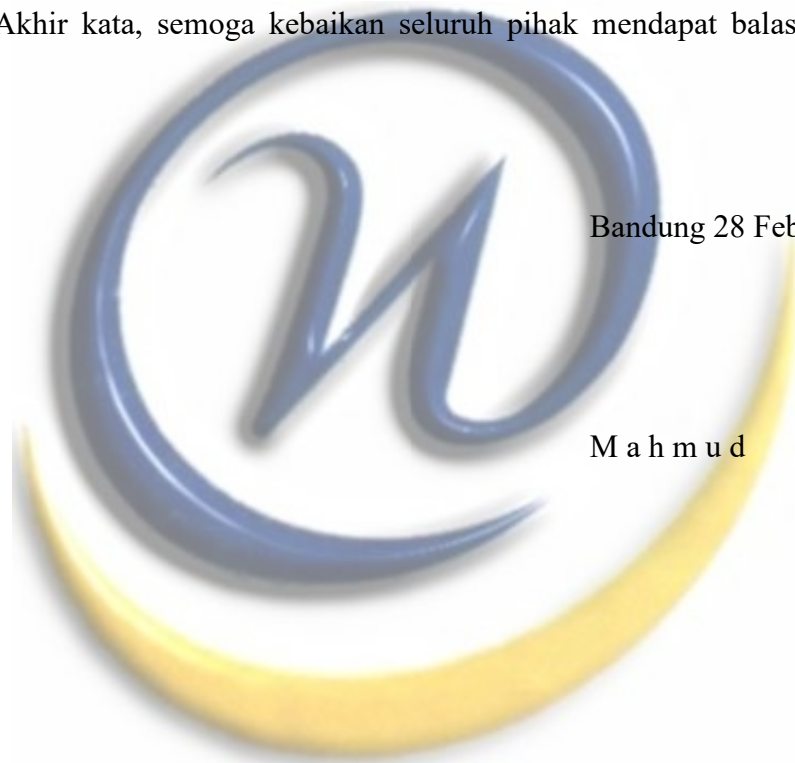 Akhir kata, semoga kebaikan seluruh pihak mendapat balas
Bandung 28 Feb
M a h m u d